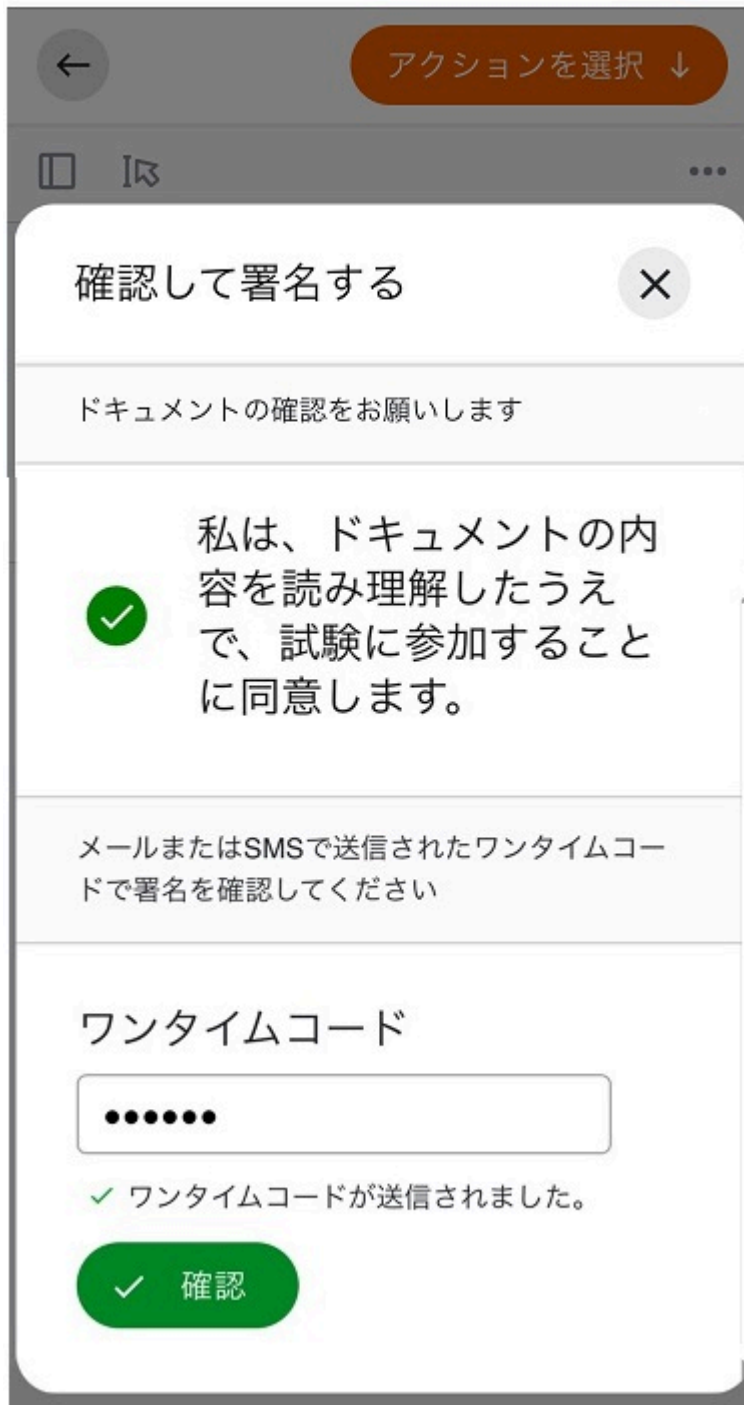 アクションを選択 ↓
確認して署名する
ドキュメントの確認をお願いします
私は、ドキュメントの内
容を読み理解したうえ
で、試験に参加すること
に同意します。
メールまたはSMSで送信されたワンタイムコー
ドで署名を確認してください
ワンタイムコード
••••••
ワンタイムコードが送信されました。
確認